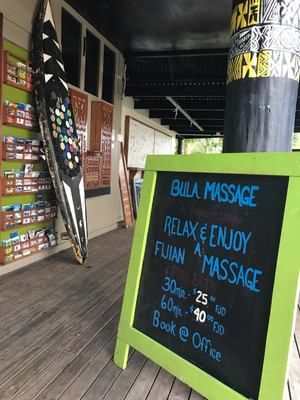 BULA MASSAGE
RELAX & ENJOY
A
FIJIAN MASSAGE
30min - $25 FJD
60min - $40 FJD
Book @ Office